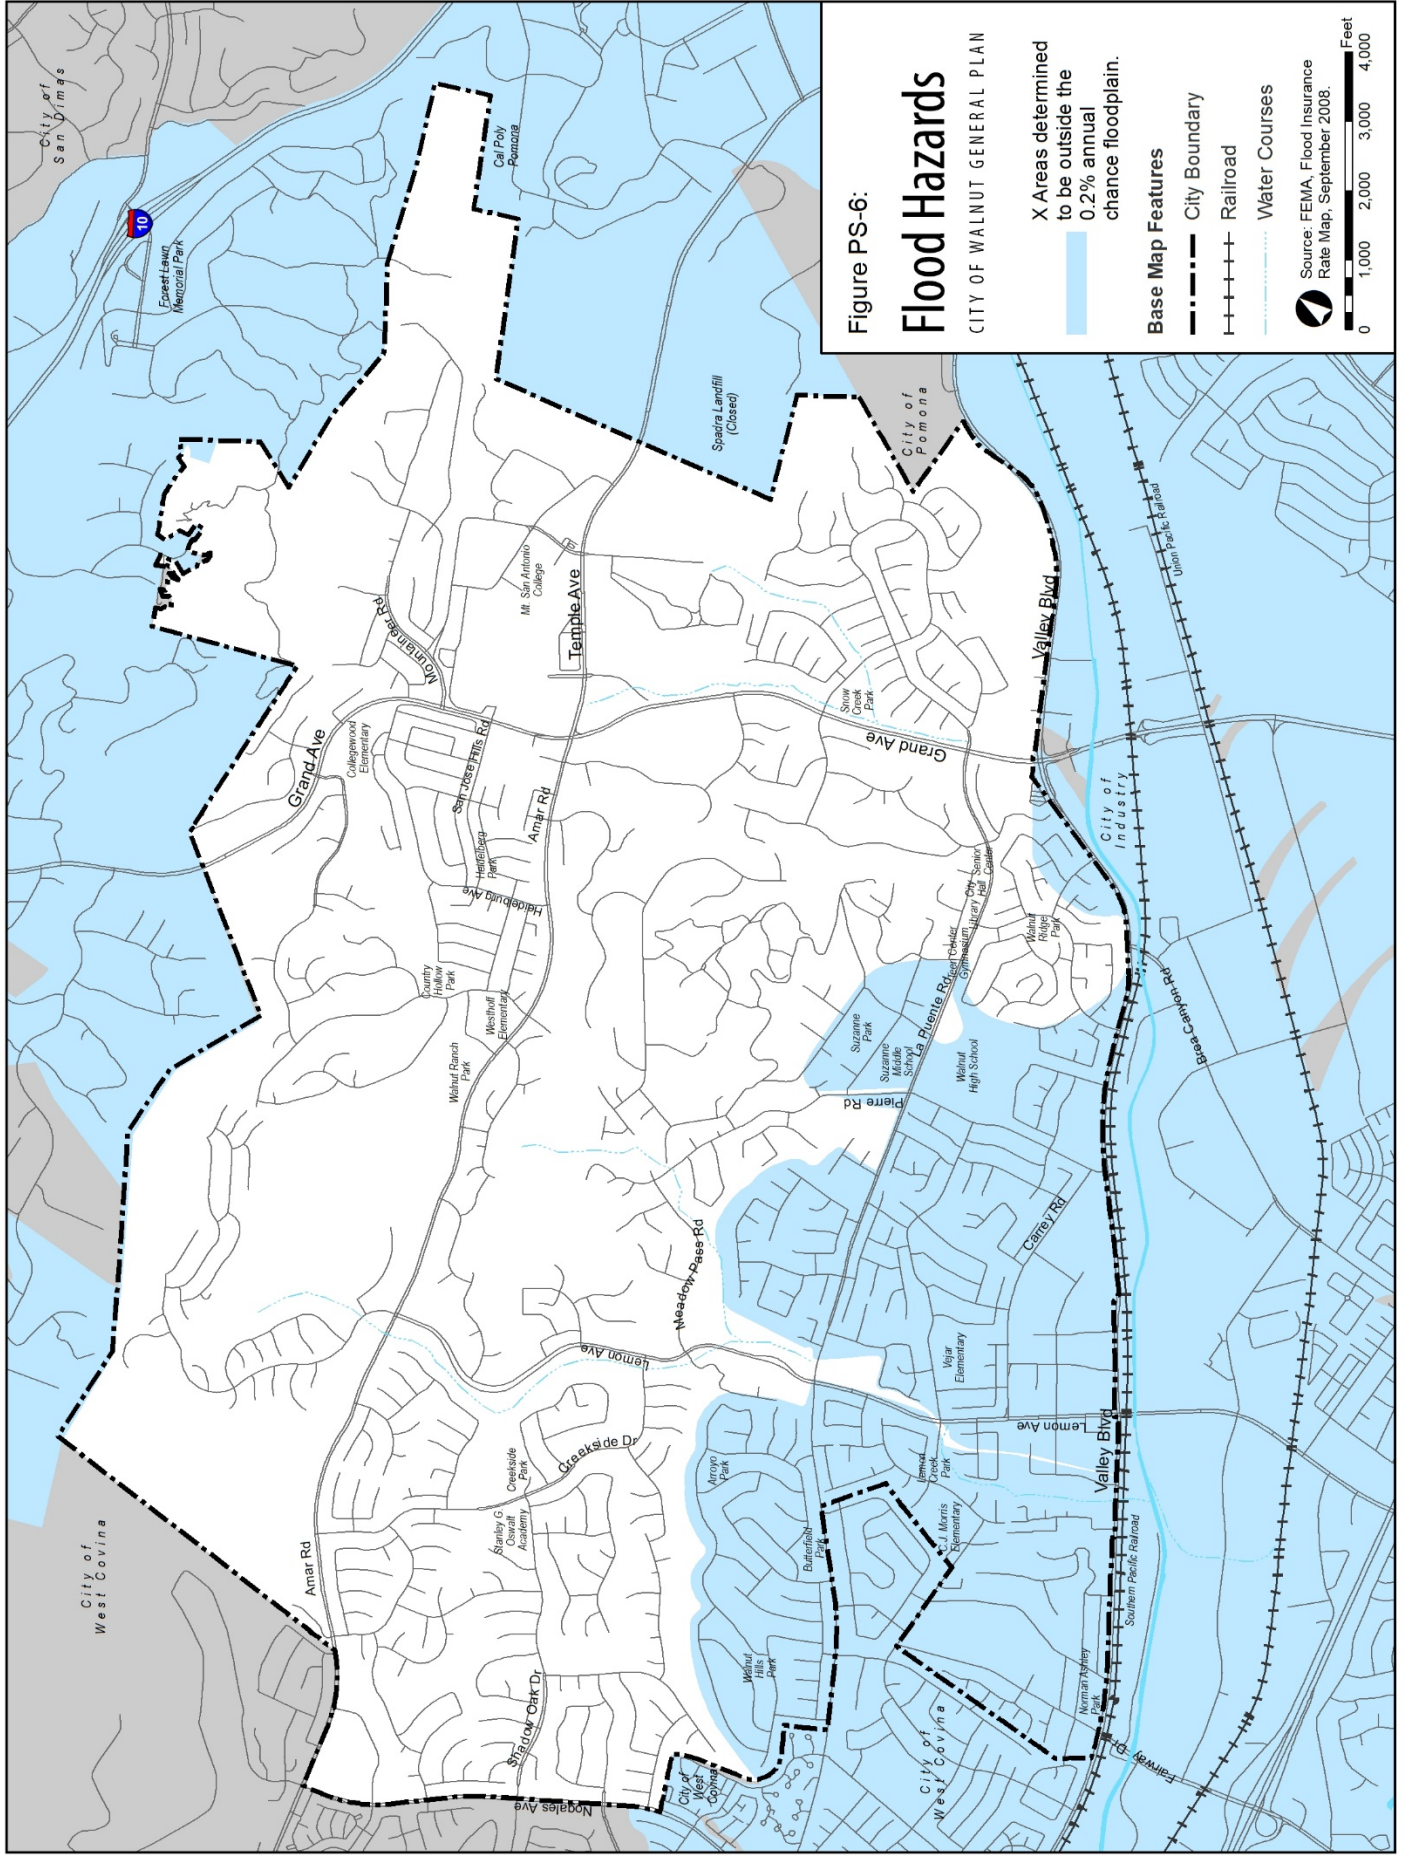 City of
San Dimas
10
Forest Lawn
Memorial Park
Cal Poly
Pomona
City of
West Covina
Amar Rd
Grand Ave
Collegewood
Elementary
Mountaineer Rd
San Jose Hills Rd
Heidelberg
Park
Heidelburg Ave
Amar Rd
Mt. San Antonio
College
Temple Ave
Country
Hollow
Park
Westhoff
Elementary
Walnut Ranch
Park
Spadra Landfill
(Closed)
City of
Pomona
Stanley G.
Oswalt
Academy
Creekside
Park
Creekside Dr
Shadow Oak Dr
Nogales Ave
Lemon Ave
Meadow Pass Rd
City of
West
Covina
Arroyo
Park
Walnut
Hills
Park
Butterfield
Park
Pierre Rd
Suzanne
Park
Suzanne
Middle
School
La Puente Rd
Walnut
High School
Teen Center
Gymnasium
Library
City
Hall
Senior
Center
Walnut
Ridge
Park
Snow
Creek
Park
Grand Ave
Grand Ave
Valley Blvd
City of
West Covina
C.J. Morris
Elementary
Lemon
Creek
Park
Vejar
Elementary
Lemon Ave
Carrey Rd
Norman Ashley
Park
Valley Blvd
Southern Pacific Railroad
Fairway Dr
Brea Canyon Rd
City of
Industry
Union Pacific Railroad
Figure PS-6:
Flood Hazards
CITY OF WALNUT GENERAL PLAN
X Areas determined
to be outside the
0.2% annual
chance floodplain.
Base Map Features
City Boundary
Railroad
Water Courses
Source: FEMA, Flood Insurance
Rate Map, September 2008.
Feet
0 1,000 2,000 3,000 4,000